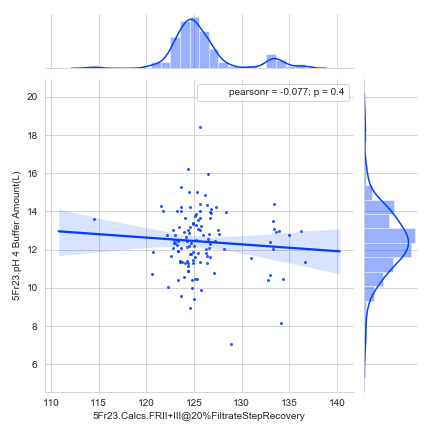 pearsonr = -0.077; p = 0.4
20
18
16
14
12
10
8
6
5Fr23.pH 4 Buffer Amount(L)
110 115 120 125 130 135 140
5Fr23.Calcs.FRII+III@20%FiltrateStepRecovery